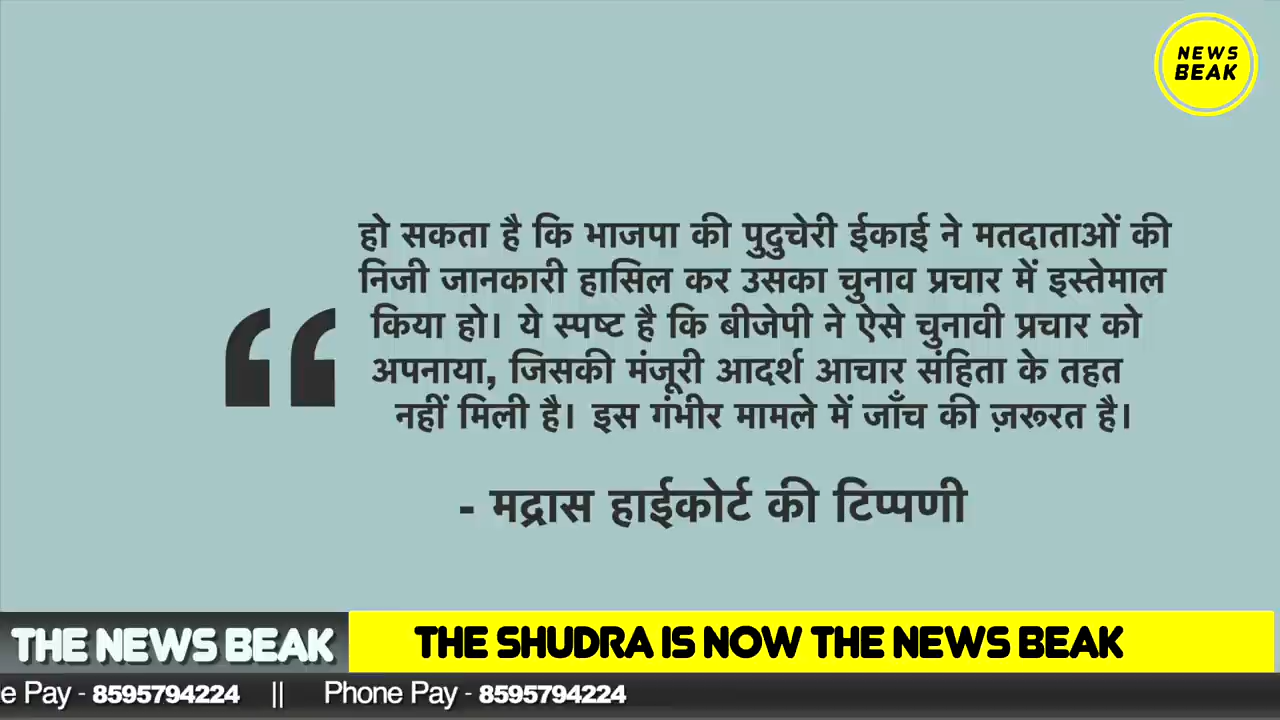 NEWS
BEAK
हो सकता है कि भाजपा की पुदुचेरी ईकाई ने मतदाताओं की
निजी जानकारी हासिल कर उसका चुनाव प्रचार में इस्तेमाल
किया हो। ये स्पष्ट है कि बीजेपी ने ऐसे चुनावी प्रचार को
अपनाया, जिसकी मंजूरी आदर्श आचार संहिता के तहत
नहीं मिली है। इस गंभीर मामले में जाँच की ज़रूरत है।
- मद्रास हाईकोर्ट की टिप्पणी
THE NEWS BEAK
THE SHUDRA IS NOW THE NEWS BEAK
e Pay - 8595794224 || Phone Pay - 8595794224